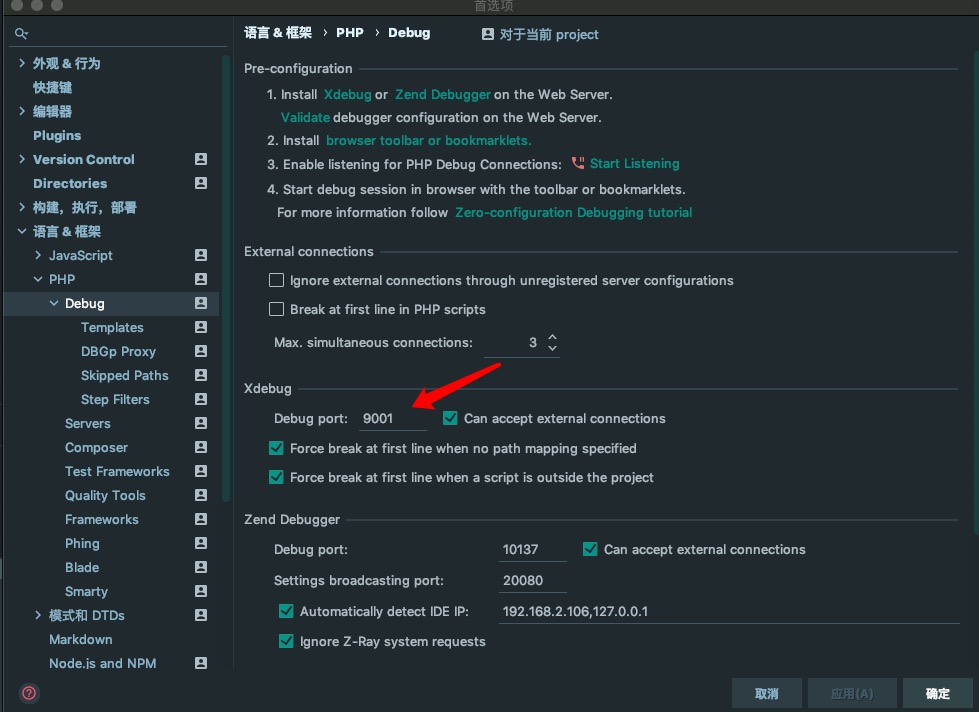 首选项
语言 & 框架 › PHP › Debug 对于当前 project
外观 & 行为
快捷键
编辑器
Plugins
Version Control
Directories
构建，执行，部署
语言 & 框架
JavaScript
PHP
Debug
Templates
DBGp Proxy
Skipped Paths
Step Filters
Servers
Composer
Test Frameworks
Quality Tools
Frameworks
Phing
Blade
Smarty
模式和 DTDs
Markdown
Node.js and NPM
Pre-configuration
1. Install Xdebug or Zend Debugger on the Web Server.
Validate debugger configuration on the Web Server.
2. Install browser toolbar or bookmarklets.
3. Enable listening for PHP Debug Connections: Start Listening
4. Start debug session in browser with the toolbar or bookmarklets.
For more information follow Zero-configuration Debugging tutorial
External connections
Ignore external connections through unregistered server configurations
Break at first line in PHP scripts
Max. simultaneous connections: 3
Xdebug
Debug port: 9001 Can accept external connections
Force break at first line when no path mapping specified
Force break at first line when a script is outside the project
Zend Debugger
Debug port: 10137 Can accept external connections
Settings broadcasting port: 20080
Automatically detect IDE IP: 192.168.2.106,127.0.0.1
Ignore Z-Ray system requests
?
取消 应用(A) 确定